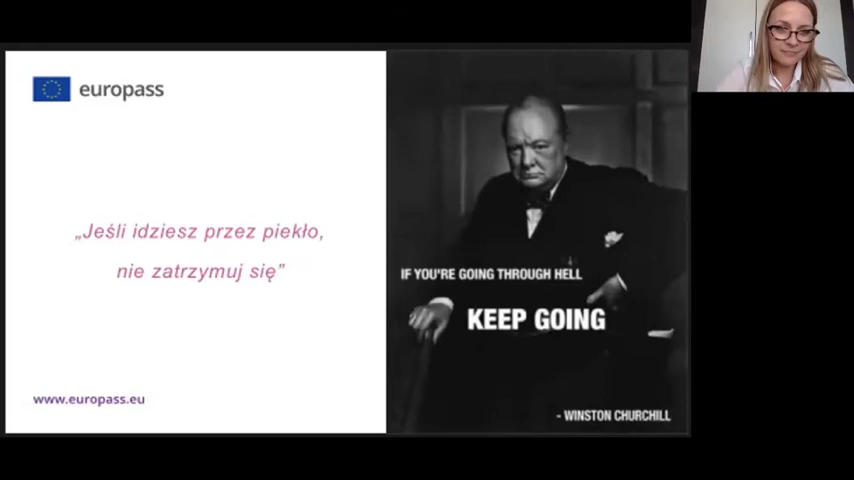 europass
„Jeśli idziesz przez piekło,
nie zatrzymuj się”
www.europass.eu
IF YOU'RE GOING THROUGH HELL
KEEP GOING
- WINSTON CHURCHILL